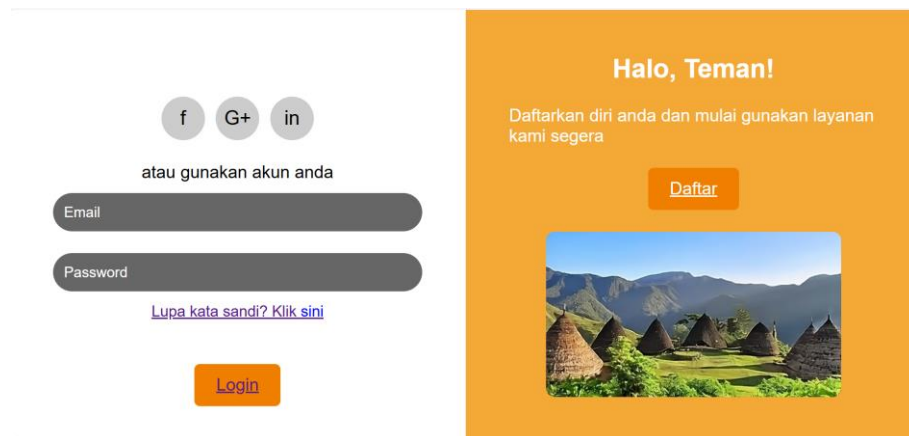 f G+ in
atau gunakan akun anda
Email
Password
Lupa kata sandi? Klik sini
Login
Halo, Teman!
Daftarkan diri anda dan mulai gunakan layanan
kami segera
Daftar